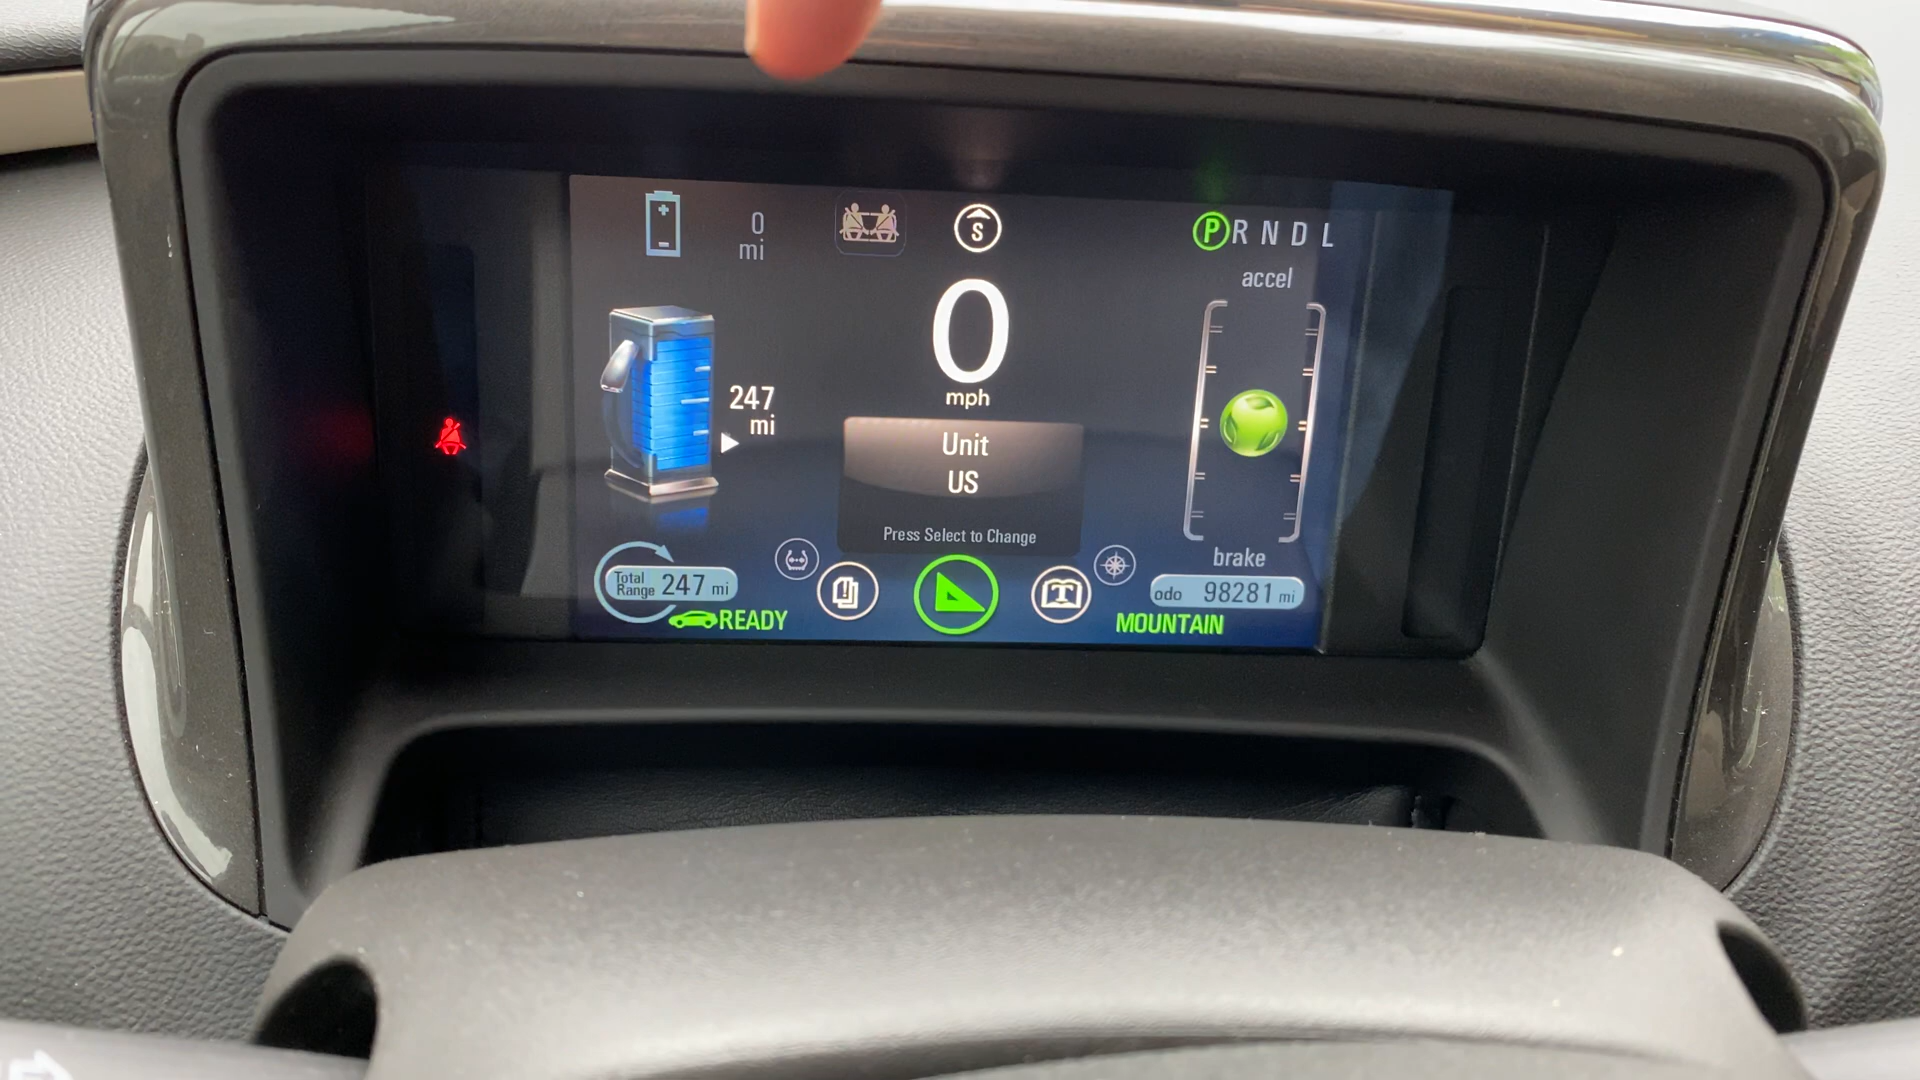 0
mi
S
P R N D L
accel
0
mph
247
mi
Unit
US
Press Select to Change
brake
Total
Range 247 mi
odo 98281 mi
READY
MOUNTAIN